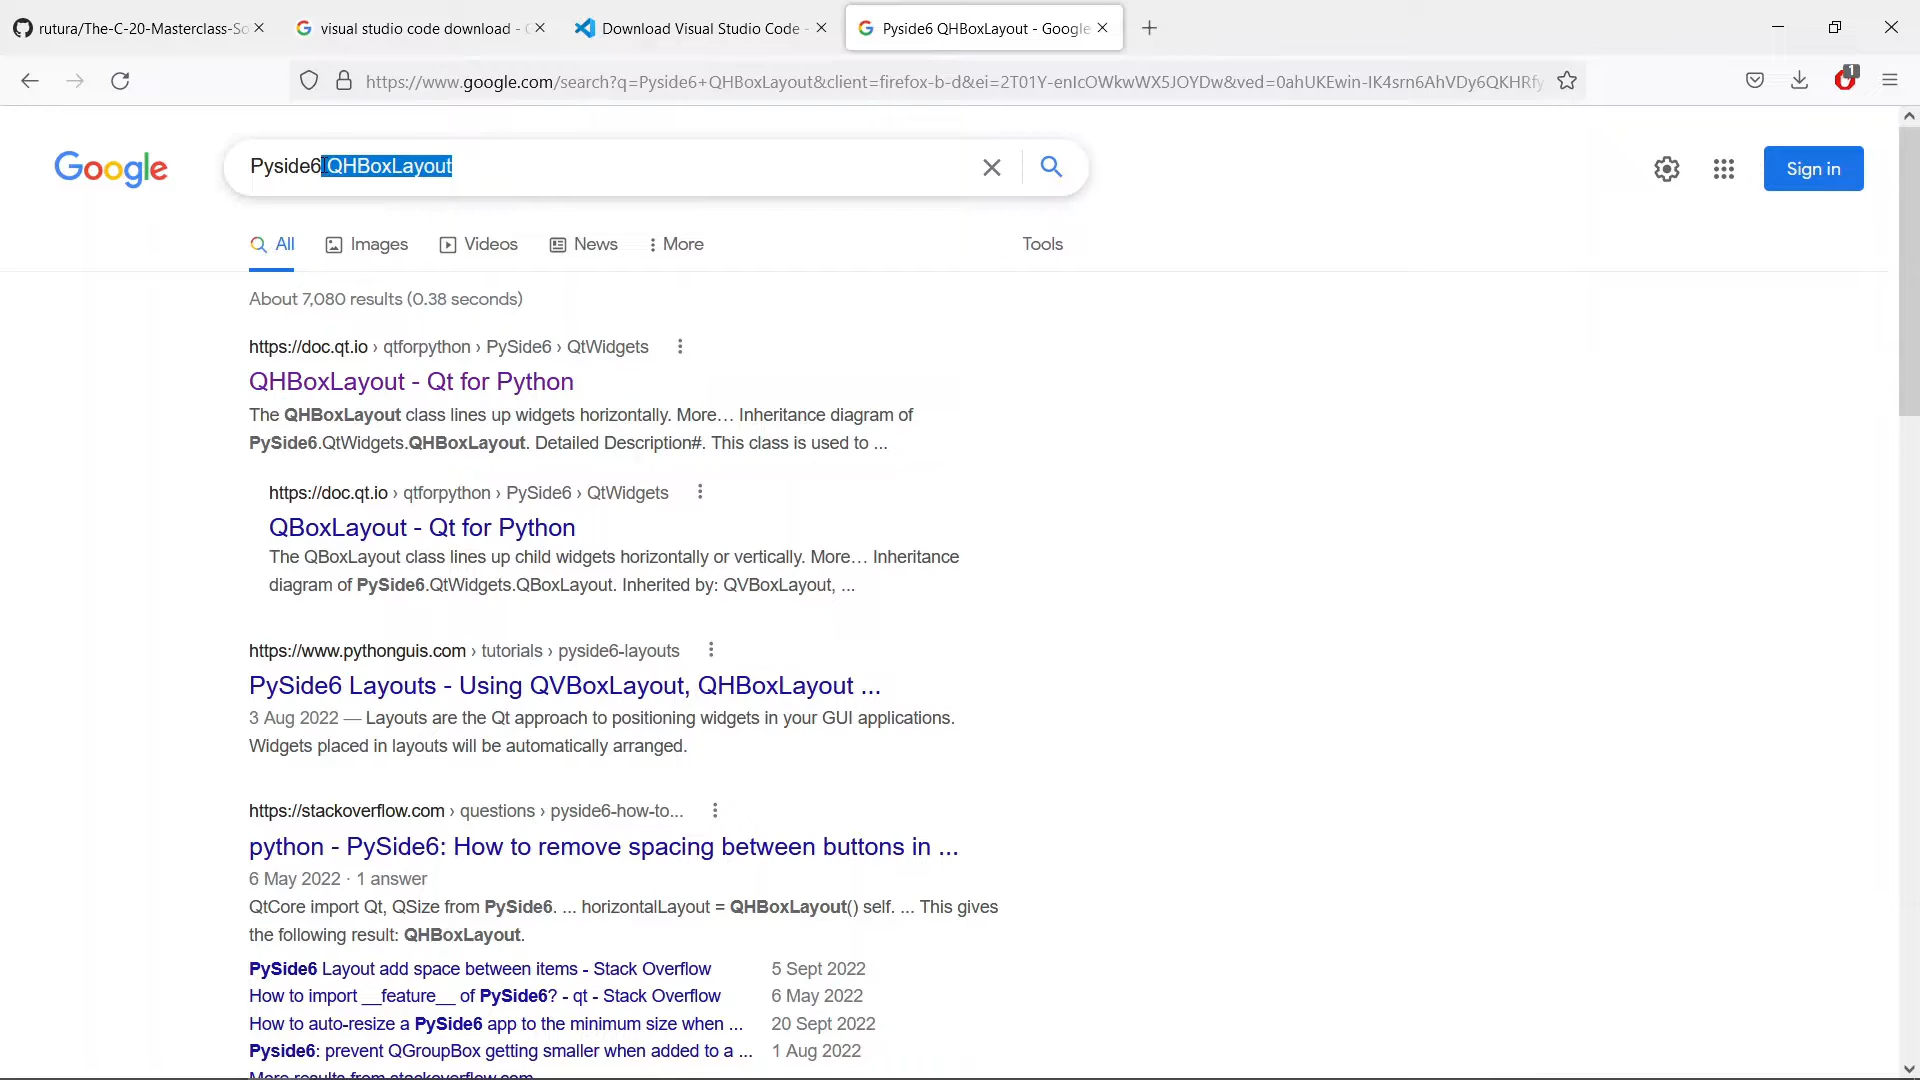 rutura/The-C-20-Masterclass-So
visual studio code download -
Download Visual Studio Code -
Pyside6 QHBoxLayout - Google
https://www.google.com/search?q=Pyside6+QHBoxLayout&client=firefox-b-d&ei=2T01Y-enIcOWkwWX5JOYDw&ved=0ahUKEwin-IK4srn6AhVDy6QKHRfy
1
Google
Pyside6 QHBoxLayout
Sign in
All
Images
Videos
News
More
Tools
About 7,080 results (0.38 seconds)
https://doc.qt.io › qtforpython › PySide6 › QtWidgets
QHBoxLayout - Qt for Python
The QHBoxLayout class lines up widgets horizontally. More… Inheritance diagram of
PySide6.QtWidgets.QHBoxLayout. Detailed Description#. This class is used to ...
https://doc.qt.io › qtforpython › PySide6 › QtWidgets
QBoxLayout - Qt for Python
The QBoxLayout class lines up child widgets horizontally or vertically. More… Inheritance
diagram of PySide6.QtWidgets.QBoxLayout. Inherited by: QVBoxLayout, ...
https://www.pythonguis.com › tutorials › pyside6-layouts
PySide6 Layouts - Using QVBoxLayout, QHBoxLayout ...
3 Aug 2022 — Layouts are the Qt approach to positioning widgets in your GUI applications.
Widgets placed in layouts will be automatically arranged.
https://stackoverflow.com › questions › pyside6-how-to...
python - PySide6: How to remove spacing between buttons in ...
6 May 2022 · 1 answer
QtCore import Qt, QSize from PySide6. ... horizontalLayout = QHBoxLayout() self. ... This gives
the following result: QHBoxLayout.
PySide6 Layout add space between items - Stack Overflow 5 Sept 2022
How to import __feature__ of PySide6? - qt - Stack Overflow 6 May 2022
How to auto-resize a PySide6 app to the minimum size when ... 20 Sept 2022
Pyside6: prevent QGroupBox getting smaller when added to a ... 1 Aug 2022
More results from stackoverflow.com